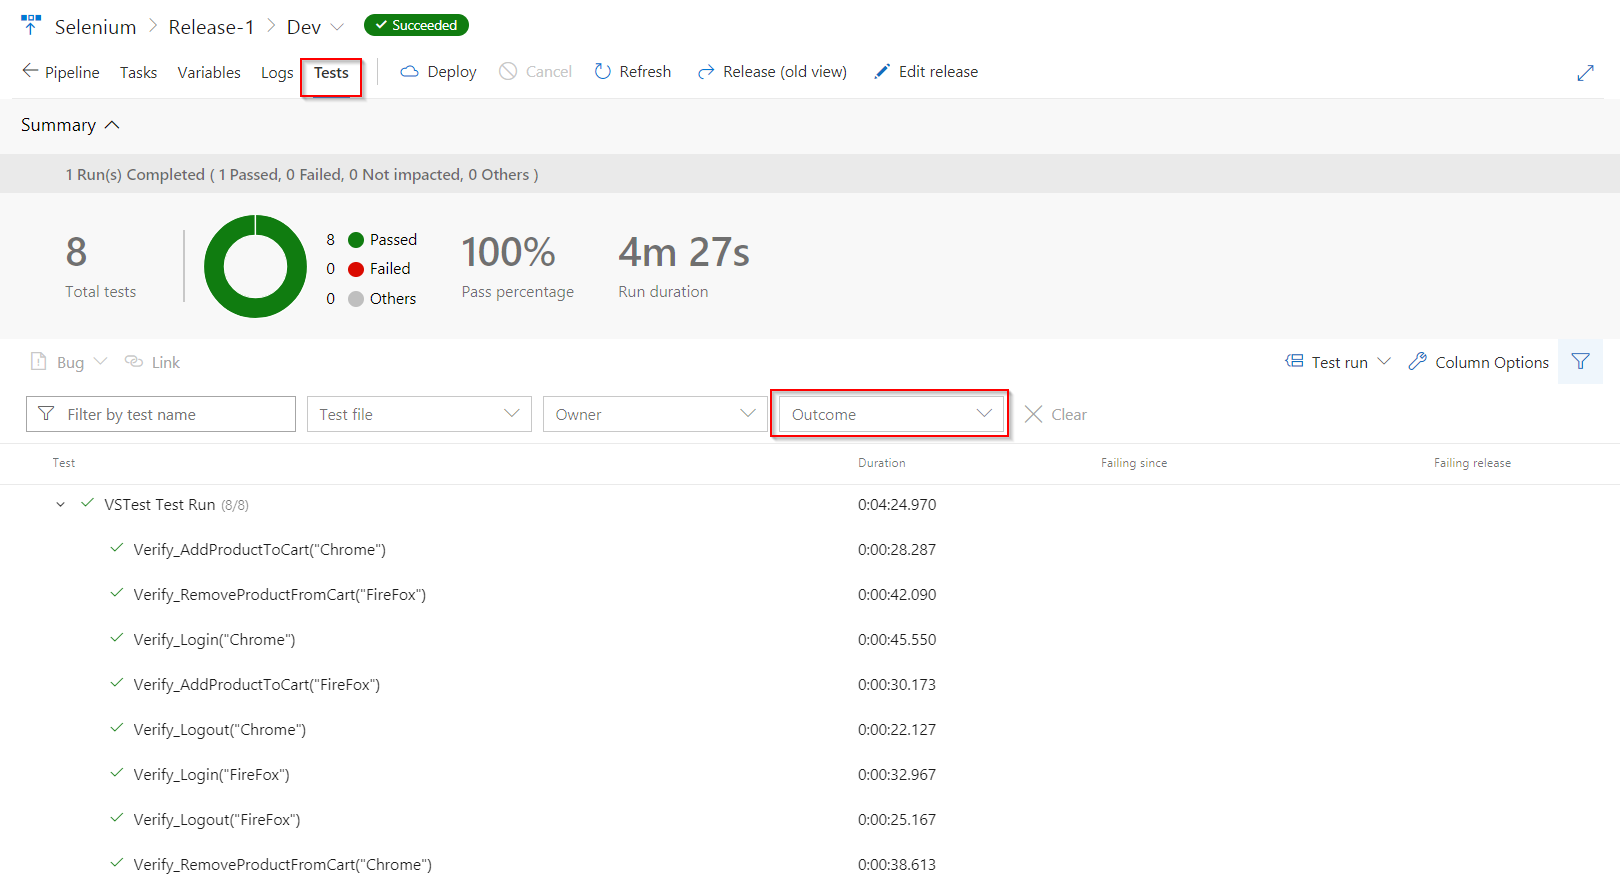 Selenium > Release-1 > Dev Succeeded
Pipeline Tasks Variables Logs Tests Deploy Cancel Refresh Release (old view) Edit release
Summary
1 Run(s) Completed ( 1 Passed, 0 Failed, 0 Not impacted, 0 Others )
8
Total tests
8 Passed
0 Failed
0 Others
100%
Pass percentage
4m 27s
Run duration
Bug Link Test run Column Options
Filter by test name Test file Owner Outcome Clear
Test Duration Failing since Failing release
VSTest Test Run (8/8) 0:04:24.970
Verify_AddProductToCart("Chrome") 0:00:28.287
Verify_RemoveProductFromCart("FireFox") 0:00:42.090
Verify_Login("Chrome") 0:00:45.550
Verify_AddProductToCart("FireFox") 0:00:30.173
Verify_Logout("Chrome") 0:00:22.127
Verify_Login("FireFox") 0:00:32.967
Verify_Logout("FireFox") 0:00:25.167
Verify_RemoveProductFromCart("Chrome") 0:00:38.613